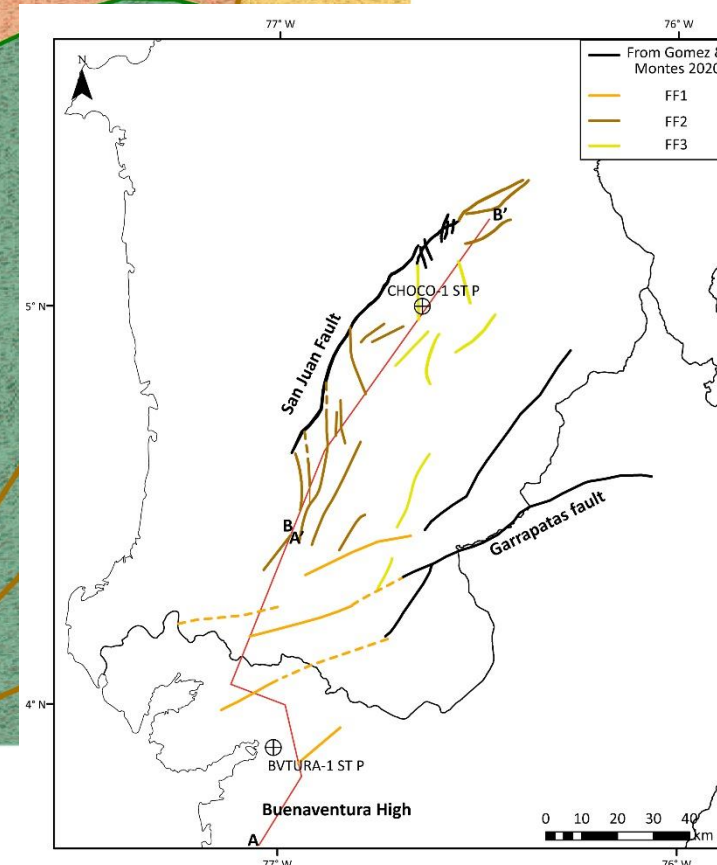 77° W
76° W
N
From Gomez &
Montes 2020
FF1
FF2
FF3
B'
5° N
CHOCO-1 ST P
San Juan Fault
B
A'
Garrapatas fault
4° N
BVTURA-1 ST P
Buenaventura High
A
0 10 20 30 40
km
77° W
76° W